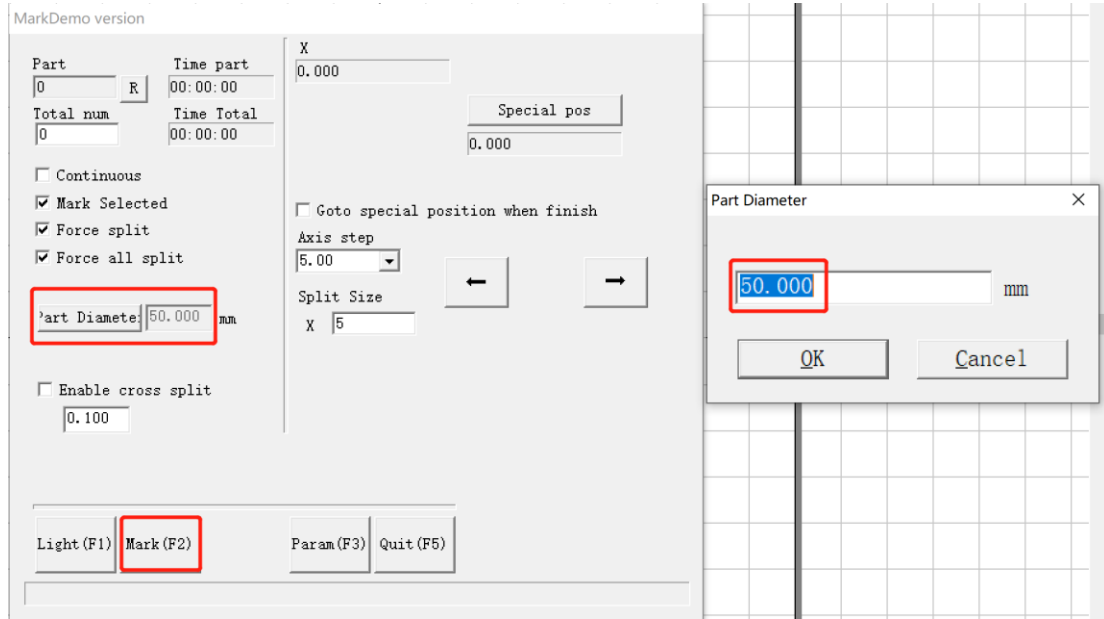 MarkDemo version
Part
Time part
0
R
00:00:00
Total num
Time Total
0
00:00:00
Continuous
Mark Selected
Force split
Force all split
Part Diameter
50.000
mm
Enable cross split
0.100
X
0.000
Special pos
0.000
Goto special position when finish
Axis step
5.00
Split Size
X
5
Light(F1)
Mark(F2)
Param(F3)
Quit(F5)
Part Diameter
50.000
mm
OK
Cancel